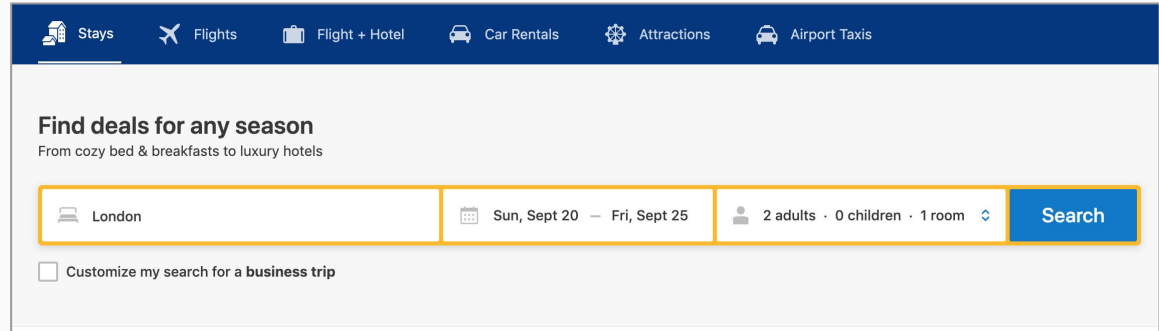 Stays Flights Flight + Hotel Car Rentals Attractions Airport Taxis
Find deals for any season
From cozy bed & breakfasts to luxury hotels
London Sun, Sept 20 — Fri, Sept 25 2 adults · 0 children · 1 room Search
Customize my search for a business trip